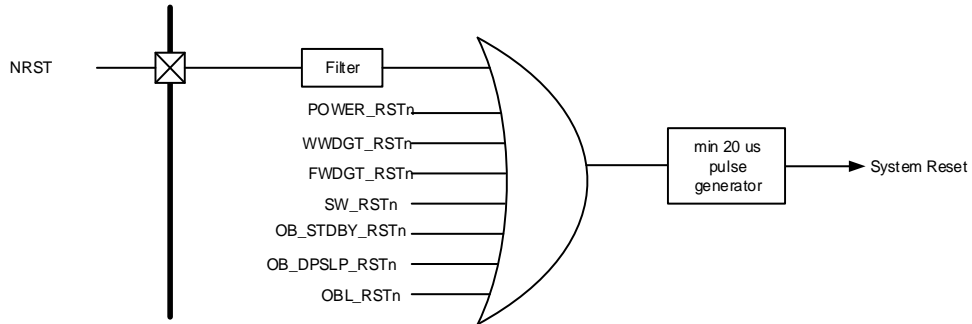 NRST
Filter
POWER_RSTn
WWDGT_RSTn
min 20 us
pulse
generator
System Reset
FWDGT_RSTn
SW_RSTn
OB_STDBY_RSTn
OB_DPSLP_RSTn
OBL_RSTn